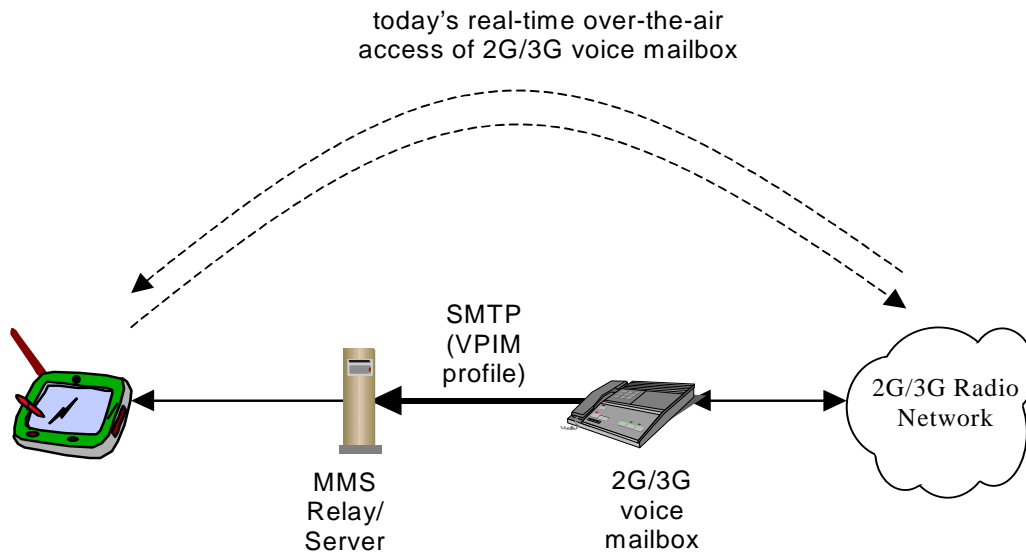 today's real-time over-the-air
access of 2G/3G voice mailbox
SMTP
(VPIM
profile)
2G/3G Radio
Network
MMS
Relay/
Server
2G/3G
voice
mailbox